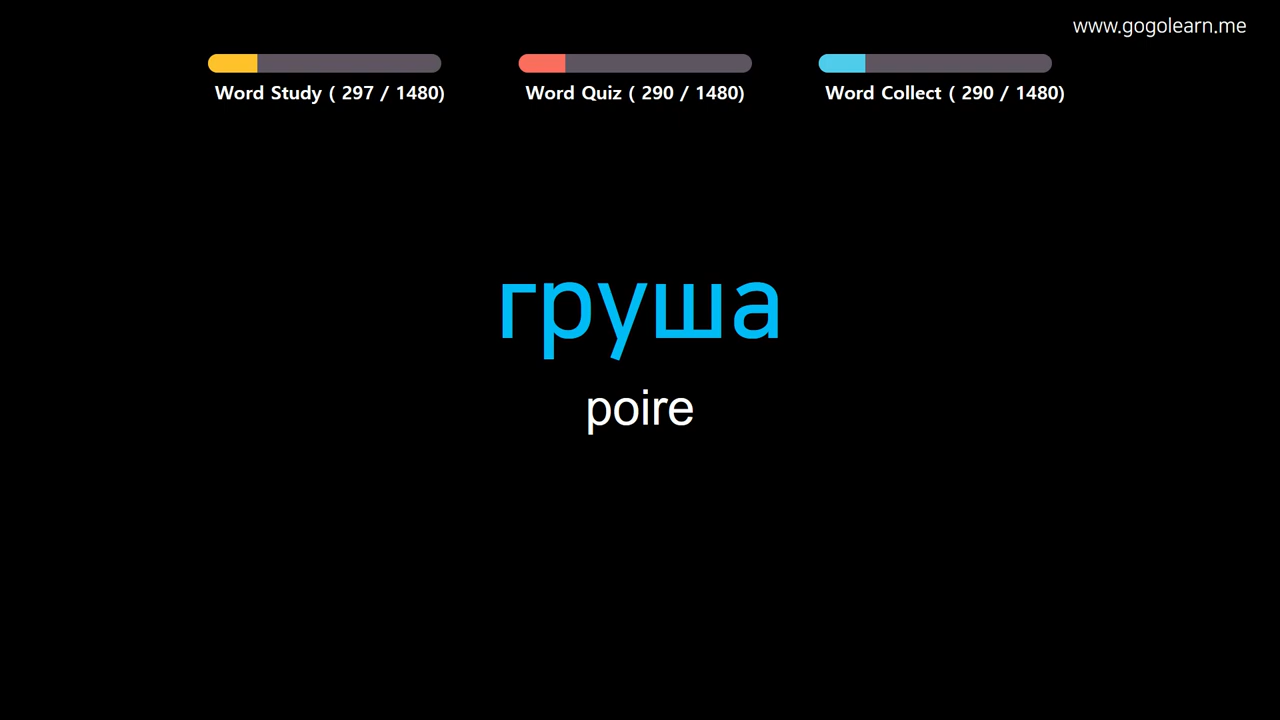 www.gogolearn.me
Word Study ( 297 / 1480)
Word Quiz ( 290 / 1480)
Word Collect ( 290 / 1480)
груша
poire